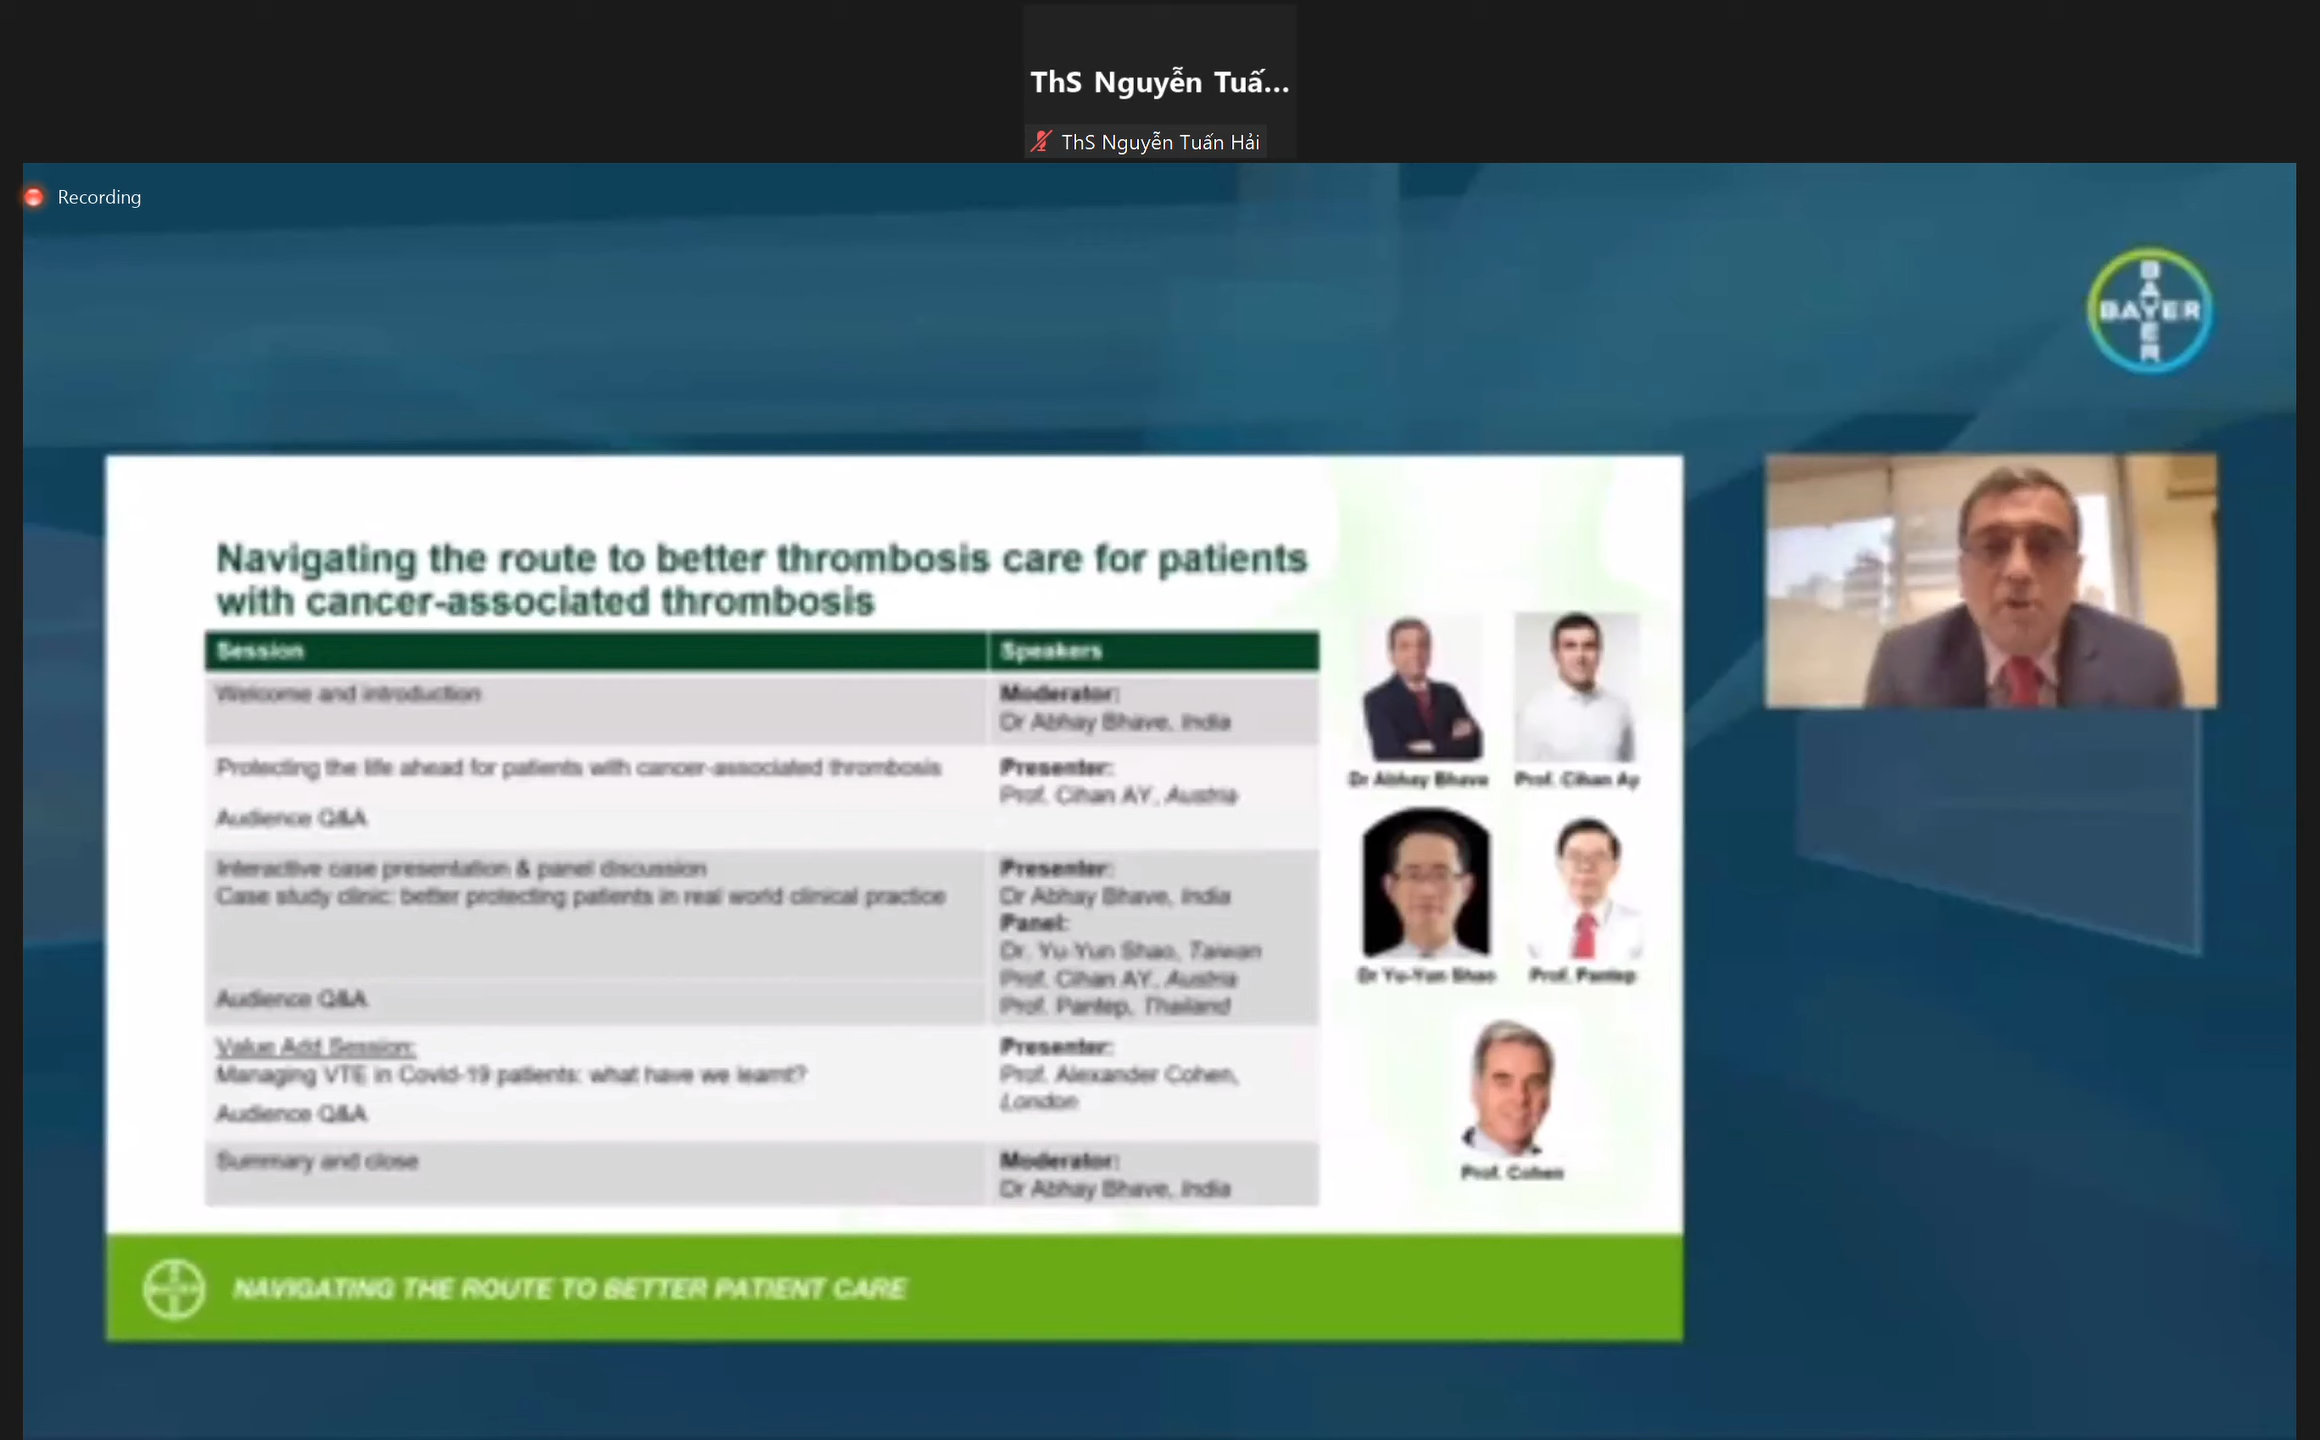 ThS Nguyễn Tuấ...
ThS Nguyễn Tuấn Hải
Recording
BAYER
BAYER
Navigating the route to better thrombosis care for patients
with cancer-associated thrombosis
Session
Speakers
Welcome and introduction
Moderator:
Dr Abhay Bhave, India
Protecting the life ahead for patients with cancer-associated thrombosis
Audience Q&A
Presenter:
Prof. Cihan AY, Austria
Interactive case presentation & panel discussion
Case study clinic: better protecting patients in real world clinical practice
Audience Q&A
Presenter:
Dr Abhay Bhave, India
Panel:
Dr. Yu-Yun Shao, Taiwan
Prof. Cihan AY, Austria
Prof. Pantep, Thailand
Value Add Session:
Managing VTE in Covid-19 patients: what have we learnt?
Audience Q&A
Presenter:
Prof. Alexander Cohen,
London
Summary and close
Moderator:
Dr Abhay Bhave, India
Dr Abhay Bhave
Prof. Cihan Ay
Dr Yu-Yun Shao
Prof. Pantep
Prof. Cohen
NAVIGATING THE ROUTE TO BETTER PATIENT CARE